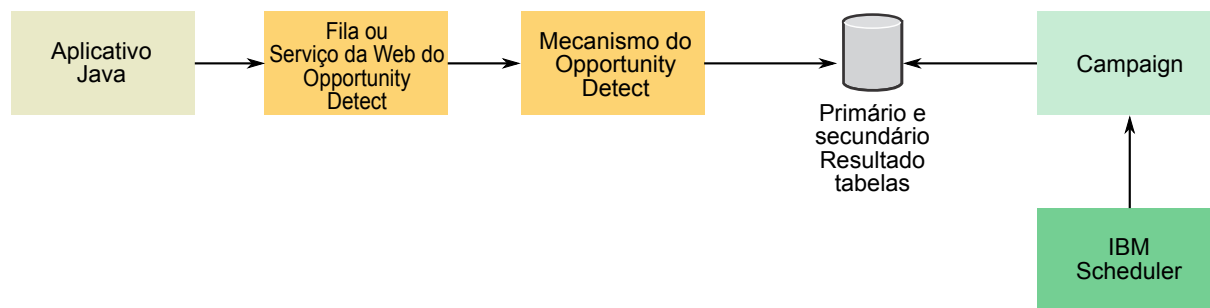 Aplicativo
Java
Fila ou
Serviço da Web do
Opportunity
Detect
Mecanismo do
Opportunity
Detect
Primário e
secundário
Resultado
tabelas
Campaign
IBM
Scheduler